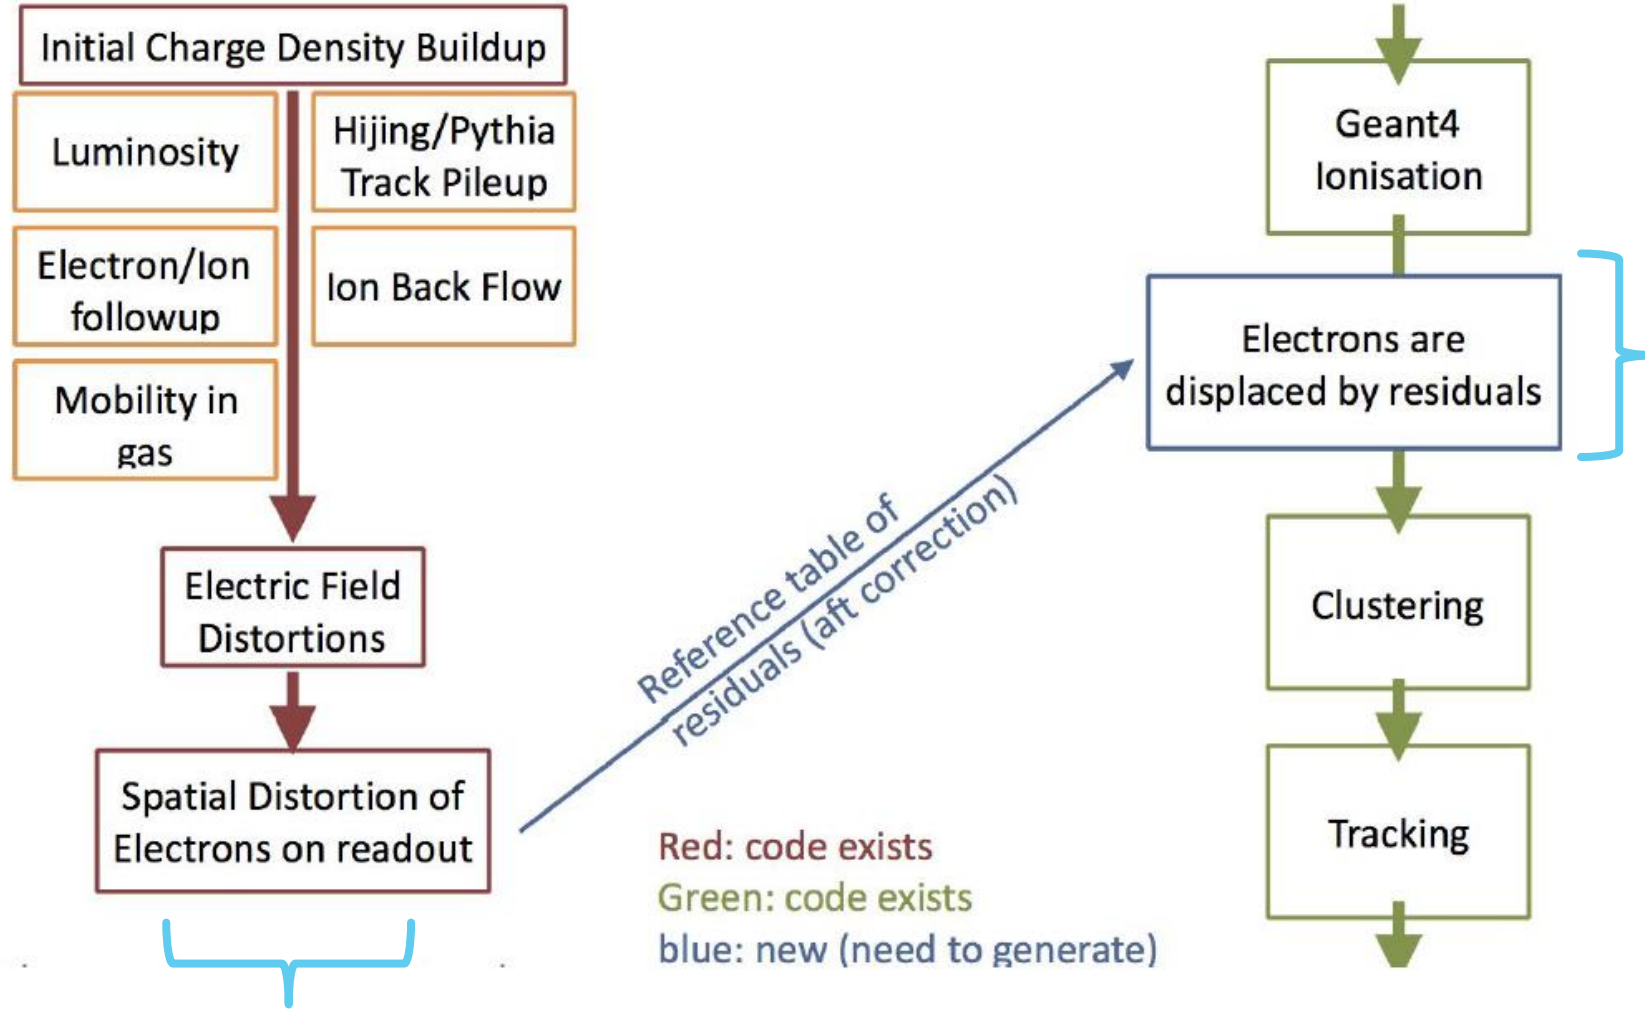 Initial Charge Density Buildup
Luminosity
Hijing/Pythia
Track Pileup
Electron/Ion
followup
Ion Back Flow
Mobility in
gas
Electric Field
Distortions
Spatial Distortion of
Electrons on readout
Reference table of
residuals (aft correction)
Red: code exists
Green: code exists
blue: new (need to generate)
Geant4
Ionisation
Electrons are
displaced by residuals
Clustering
Tracking